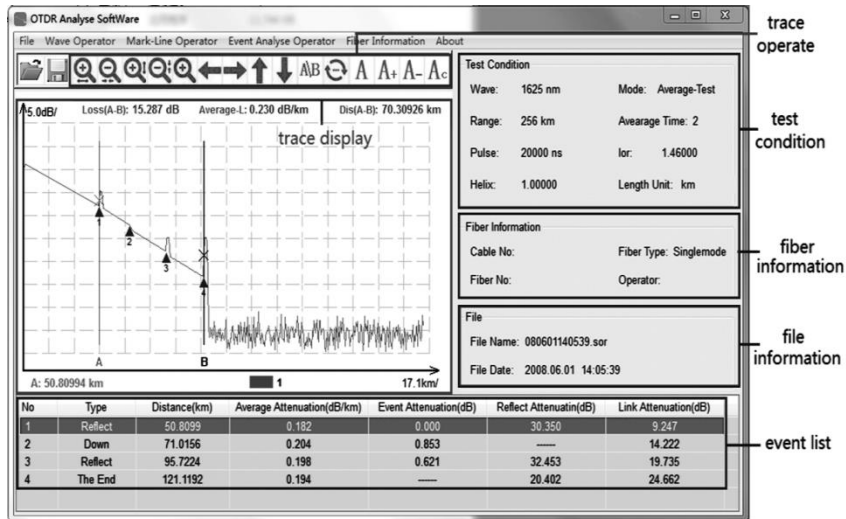 OTDR Analyse SoftWare
File Wave Operator Mark-Line Operator Event Analyse Operator Fiber Information About
A\B A A+ A- Ac
trace
operate
5.0dB/ Loss(A-B): 15.287 dB Average-L: 0.230 dB/km Dis(A-B): 70.30926 km
trace display
1
2
3
4
A
B
A: 50.80994 km 1 17.1km/
Test Condition
Wave: 1625 nm Mode: Average-Test
Range: 256 km Avearage Time: 2
Pulse: 20000 ns Ior: 1.46000
Helix: 1.00000 Length Unit: km
test
condition
Fiber Information
Cable No: Fiber Type: Singlemode
Fiber No: Operator:
fiber
information
File
File Name: 080601140539.sor
File Date: 2008.06.01 14:05:39
file
information
No Type Distance(km) Average Attenuation(dB/km) Event Attenuation(dB) Reflect Attenuatin(dB) Link Attenuation(dB)
1 Reflect 50.8099 0.182 0.000 30.350 9.247
2 Down 71.0156 0.204 0.853 ------ 14.222
3 Reflect 95.7224 0.198 0.621 32.453 19.735
4 The End 121.1192 0.194 ------ 20.402 24.662
event list